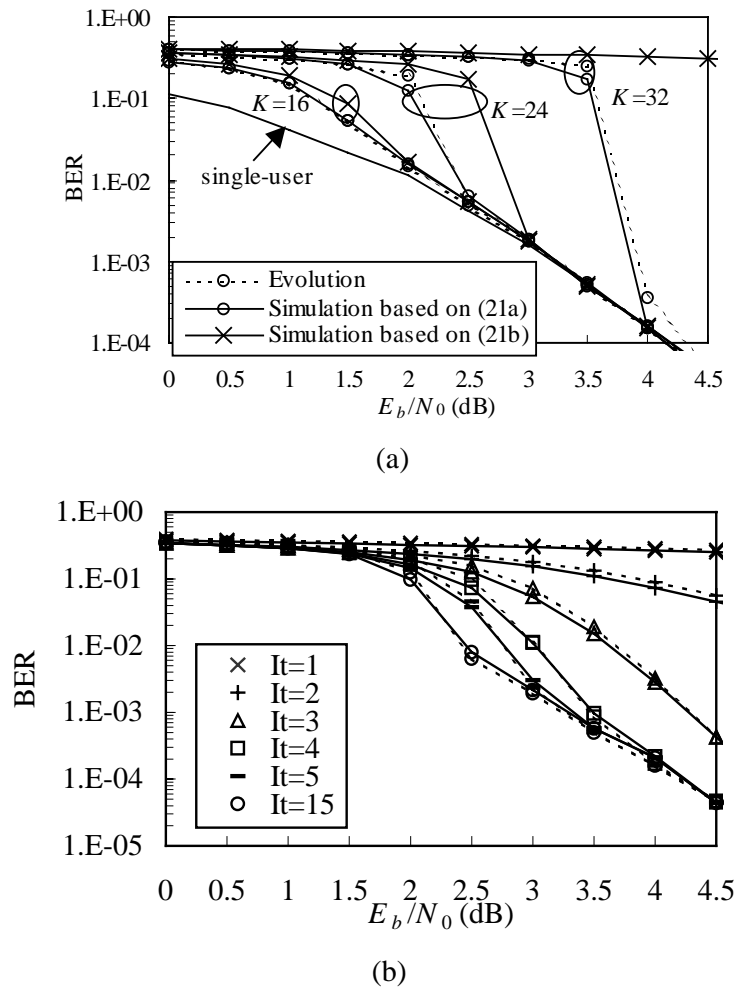 1.E+00
1.E-01
1.E-02
1.E-03
1.E-04
BER
K=16
K=24
K=32
single-user
Evolution
Simulation based on (21a)
Simulation based on (21b)
0 0.5 1 1.5 2 2.5 3 3.5 4 4.5
E_b/N_0 (dB)
(a)
1.E+00
1.E-01
1.E-02
1.E-03
1.E-04
1.E-05
BER
It=1
It=2
It=3
It=4
It=5
It=15
0 0.5 1 1.5 2 2.5 3 3.5 4 4.5
E_b/N_0 (dB)
(b)